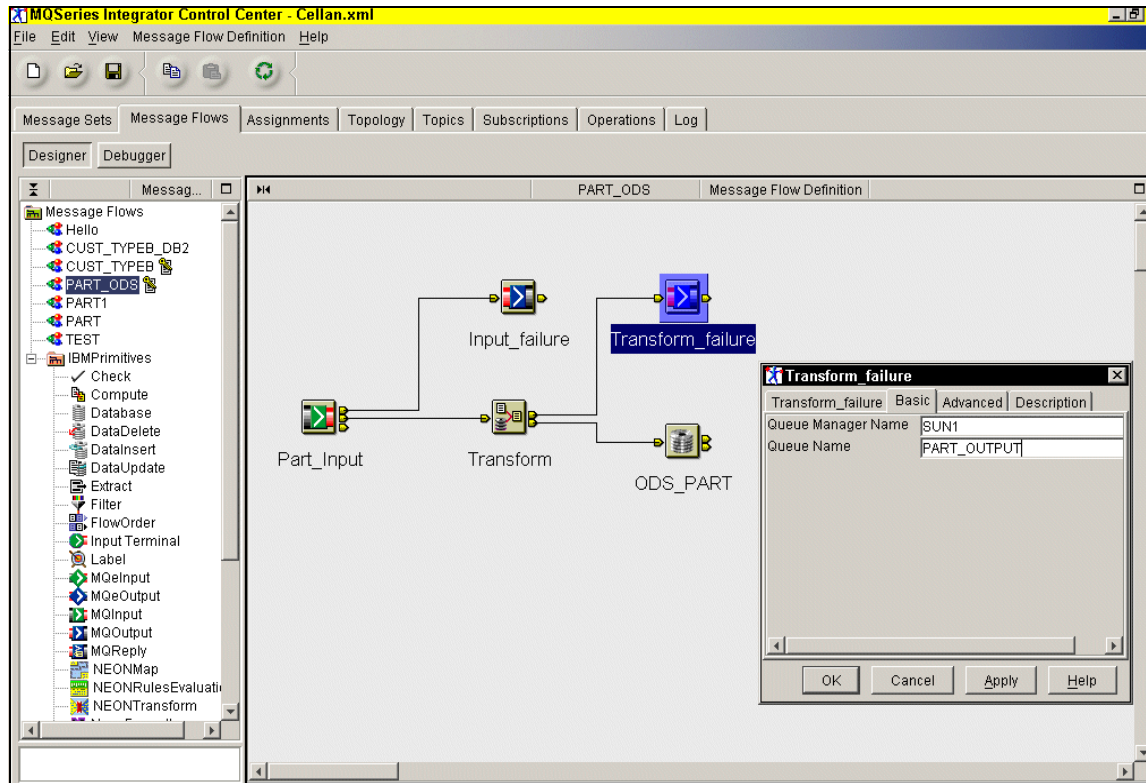 MQSeries Integrator Control Center - Cellan.xml
File Edit View Message Flow Definition Help
Message Sets Message Flows Assignments Topology Topics Subscriptions Operations Log
Designer Debugger
Messag...
PART_ODS Message Flow Definition
Message Flows
Hello
CUST_TYPEB_DB2
CUST_TYPEB
PART_ODS
PART1
PART
TEST
IBMPrimitives
Check
Compute
Database
DataDelete
DataInsert
DataUpdate
Extract
Filter
FlowOrder
Input Terminal
Label
MQeInput
MQeOutput
MQInput
MQOutput
MQReply
NEONMap
NEONRulesEvaluati
NEONTransform
Input_failure
Transform_failure
Part_Input
Transform
ODS_PART
Transform_failure
Transform_failure Basic Advanced Description
Queue Manager Name SUN1
Queue Name PART_OUTPUT
OK Cancel Apply Help